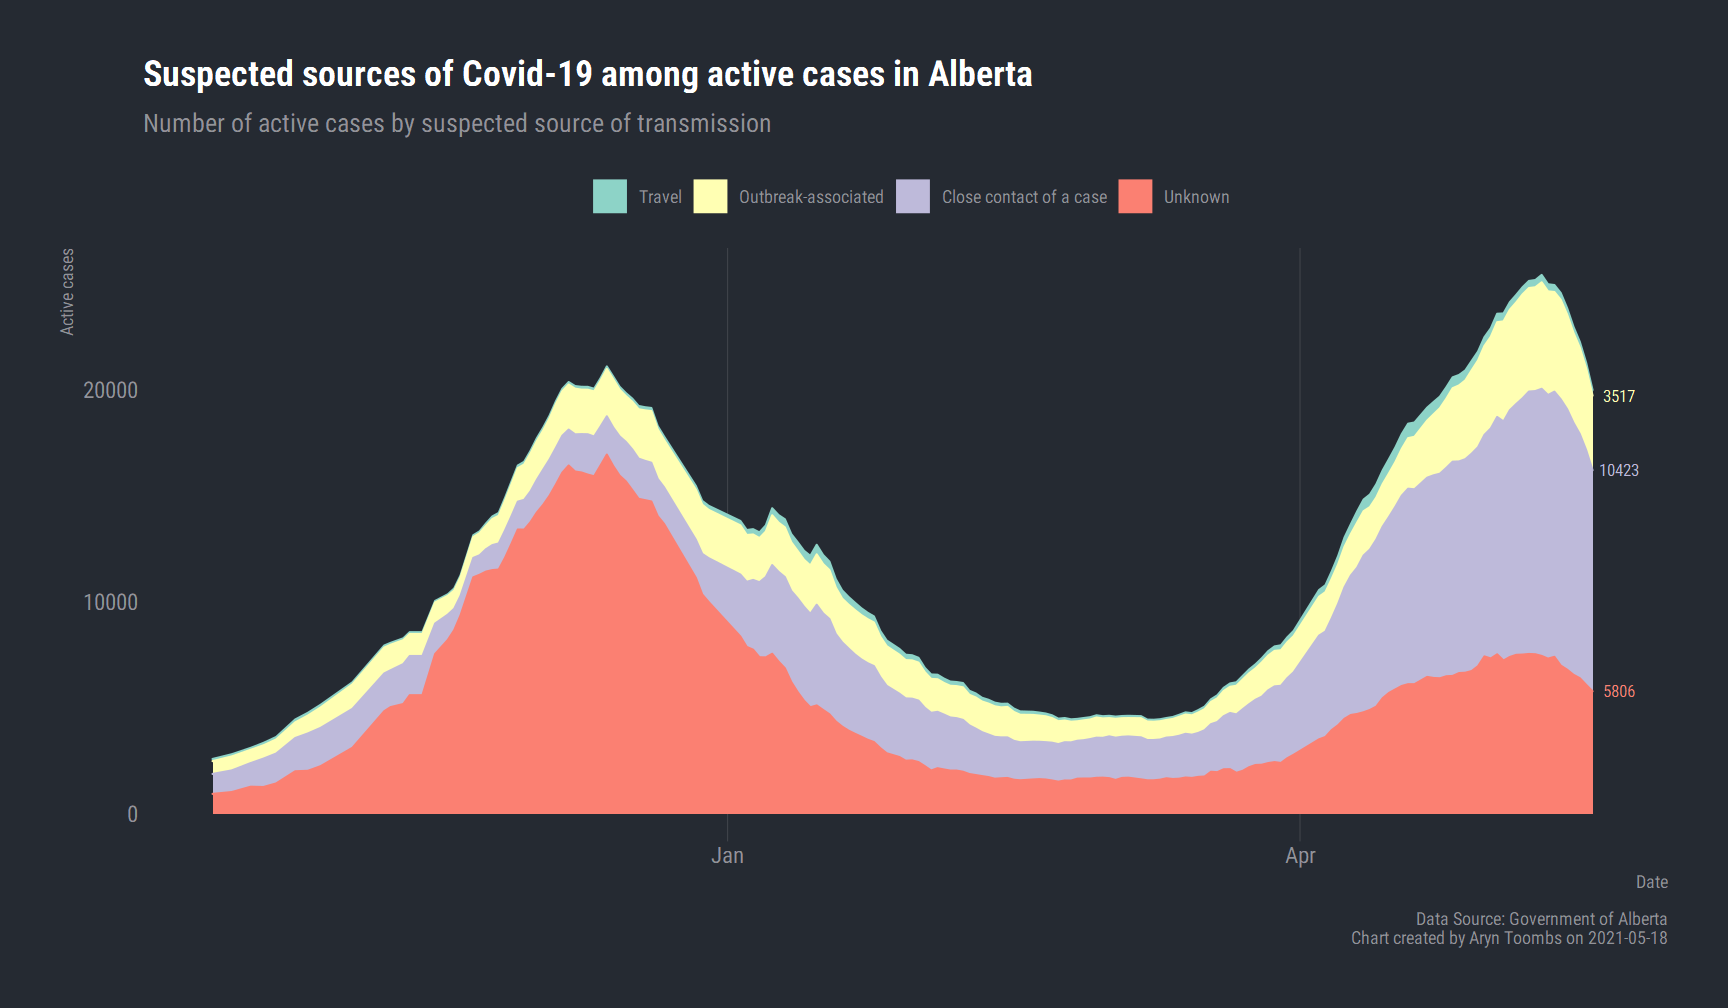 Suspected sources of Covid-19 among active cases in Alberta
Number of active cases by suspected source of transmission
Travel Outbreak-associated Close contact of a case Unknown
Active cases
20000
10000
0
3517
10423
5806
Jan Apr
Date
Data Source: Government of Alberta
Chart created by Aryn Toombs on 2021-05-18